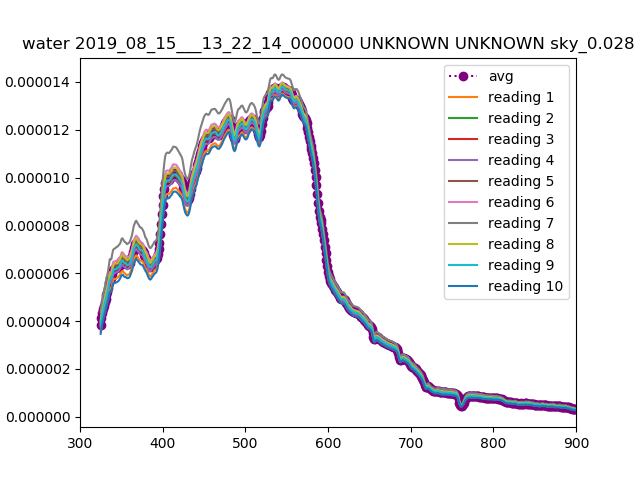 water 2019_08_15___13_22_14_000000 UNKNOWN UNKNOWN sky_0.028
0.000014
0.000012
0.000010
0.000008
0.000006
0.000004
0.000002
0.000000
300 400 500 600 700 800 900
avg
reading 1
reading 2
reading 3
reading 4
reading 5
reading 6
reading 7
reading 8
reading 9
reading 10